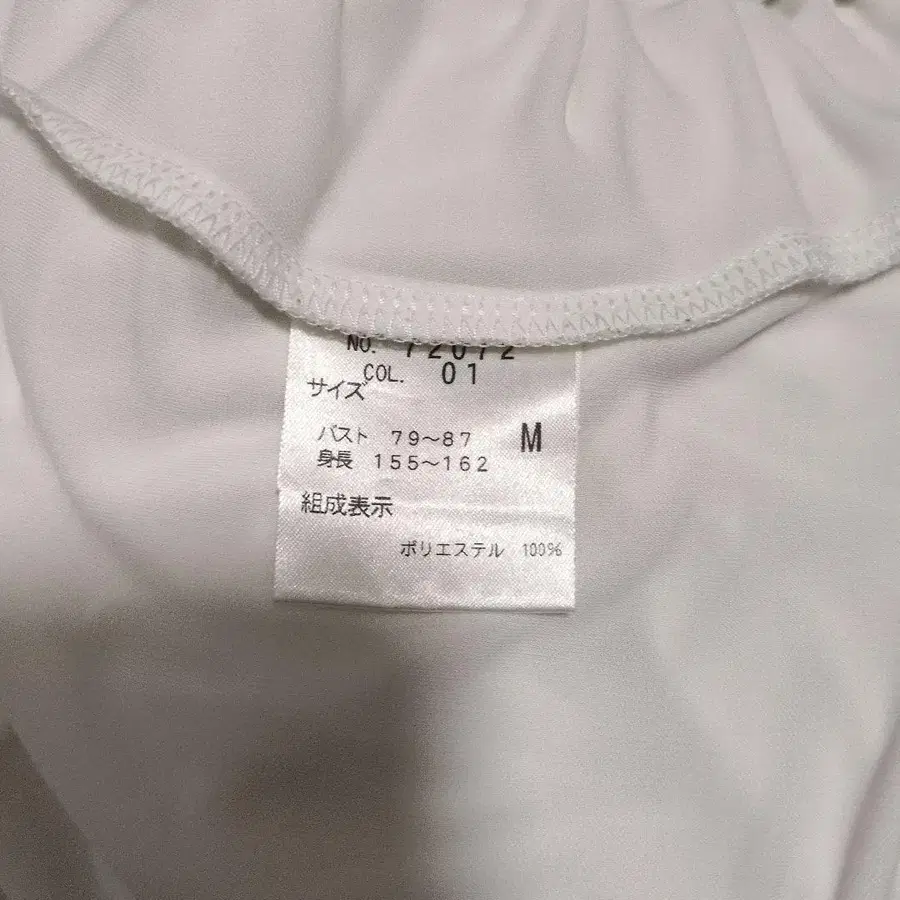 NO. 72072
COL. 01
サイズ
バスト 79~87 M
身長 155~162
組成表示
ポリエステル 100%